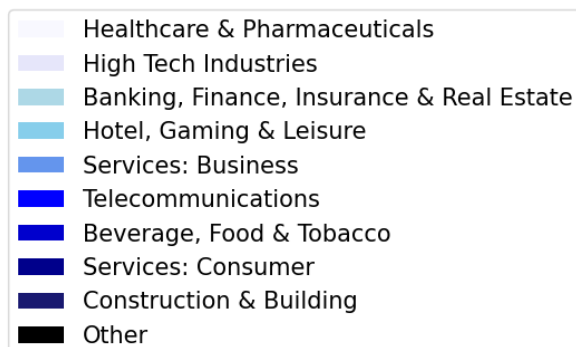 Healthcare & Pharmaceuticals
High Tech Industries
Banking, Finance, Insurance & Real Estate
Hotel, Gaming & Leisure
Services: Business
Telecommunications
Beverage, Food & Tobacco
Services: Consumer
Construction & Building
Other